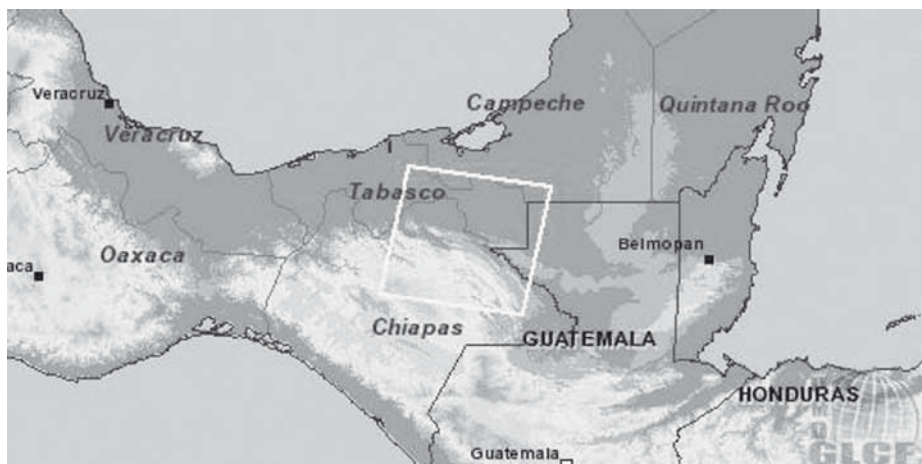 Veracruz
Veracruz
Campeche
Quintana Roo
Tabasco
Oaxaca
aca
Belmopan
Chiapas
GUATEMALA
HONDURAS
Guatemala
GLCF